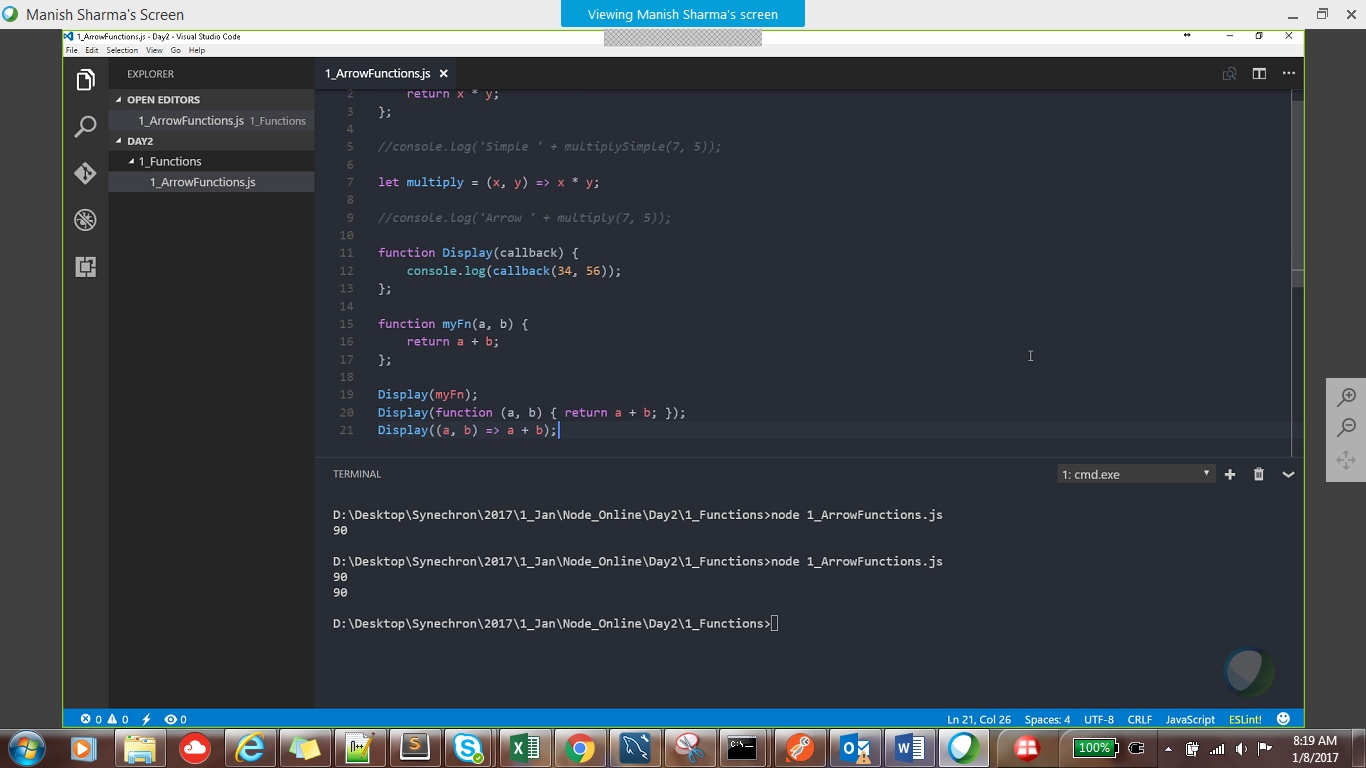 Manish Sharma's Screen
Viewing Manish Sharma's screen
1_ArrowFunctions.js - Day2 - Visual Studio Code
File Edit Selection View Go Help
EXPLORER
OPEN EDITORS
1_ArrowFunctions.js 1_Functions
DAY2
1_Functions
1_ArrowFunctions.js
1_ArrowFunctions.js
2 return x * y;
3 };
4
5 //console.log('Simple ' + multiplySimple(7, 5));
6
7 let multiply = (x, y) => x * y;
8
9 //console.log('Arrow ' + multiply(7, 5));
10
11 function Display(callback) {
12 console.log(callback(34, 56));
13 };
14
15 function myFn(a, b) {
16 return a + b;
17 };
18
19 Display(myFn);
20 Display(function (a, b) { return a + b; });
21 Display((a, b) => a + b);
TERMINAL
1: cmd.exe
D:\Desktop\Synechron\2017\1_Jan\Node_Online\Day2\1_Functions>node 1_ArrowFunctions.js
90
D:\Desktop\Synechron\2017\1_Jan\Node_Online\Day2\1_Functions>node 1_ArrowFunctions.js
90
90
D:\Desktop\Synechron\2017\1_Jan\Node_Online\Day2\1_Functions>
0 0 0
Ln 21, Col 26 Spaces: 4 UTF-8 CRLF JavaScript ESLint!
100%
8:19 AM
1/8/2017